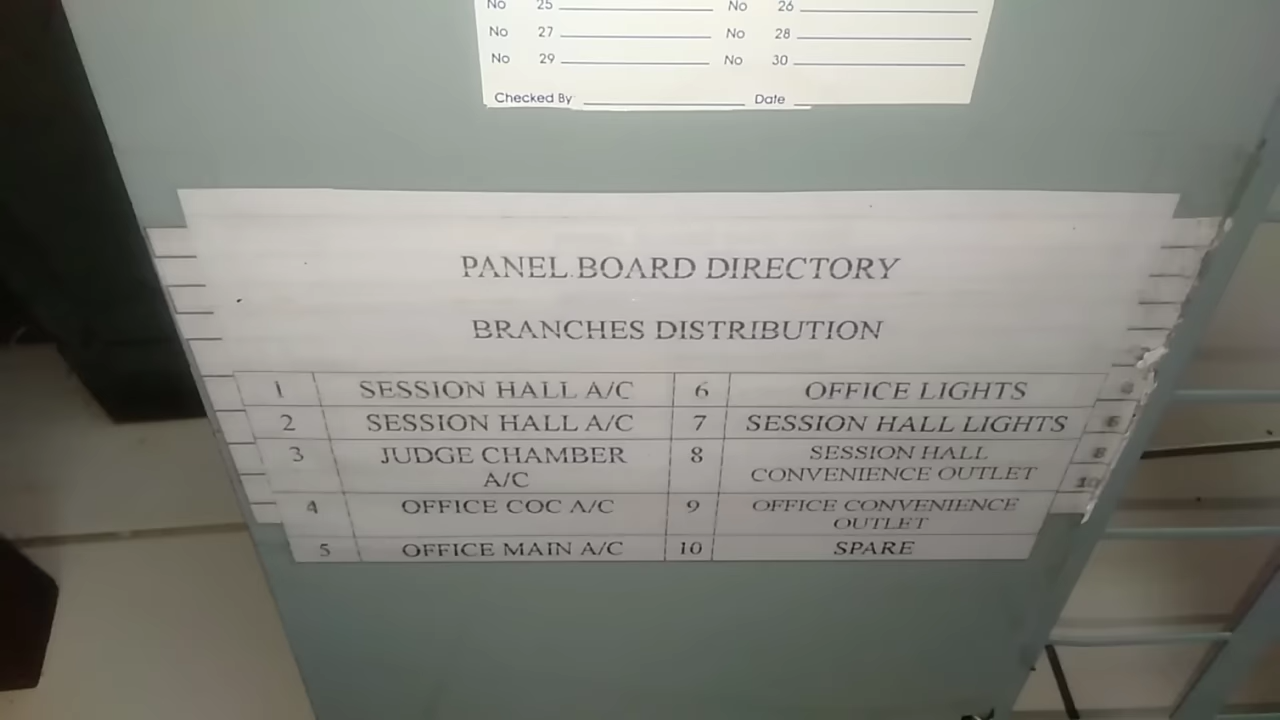 No 25 No 26
No 27 No 28
No 29 No 30
Checked By Date
PANEL BOARD DIRECTORY
BRANCHES DISTRIBUTION
1 SESSION HALL A/C 6 OFFICE LIGHTS
2 SESSION HALL A/C 7 SESSION HALL LIGHTS
3 JUDGE CHAMBER 8 SESSION HALL
A/C CONVENIENCE OUTLET
4 OFFICE COC A/C 9 OFFICE CONVENIENCE
OUTLET
5 OFFICE MAIN A/C 10 SPARE